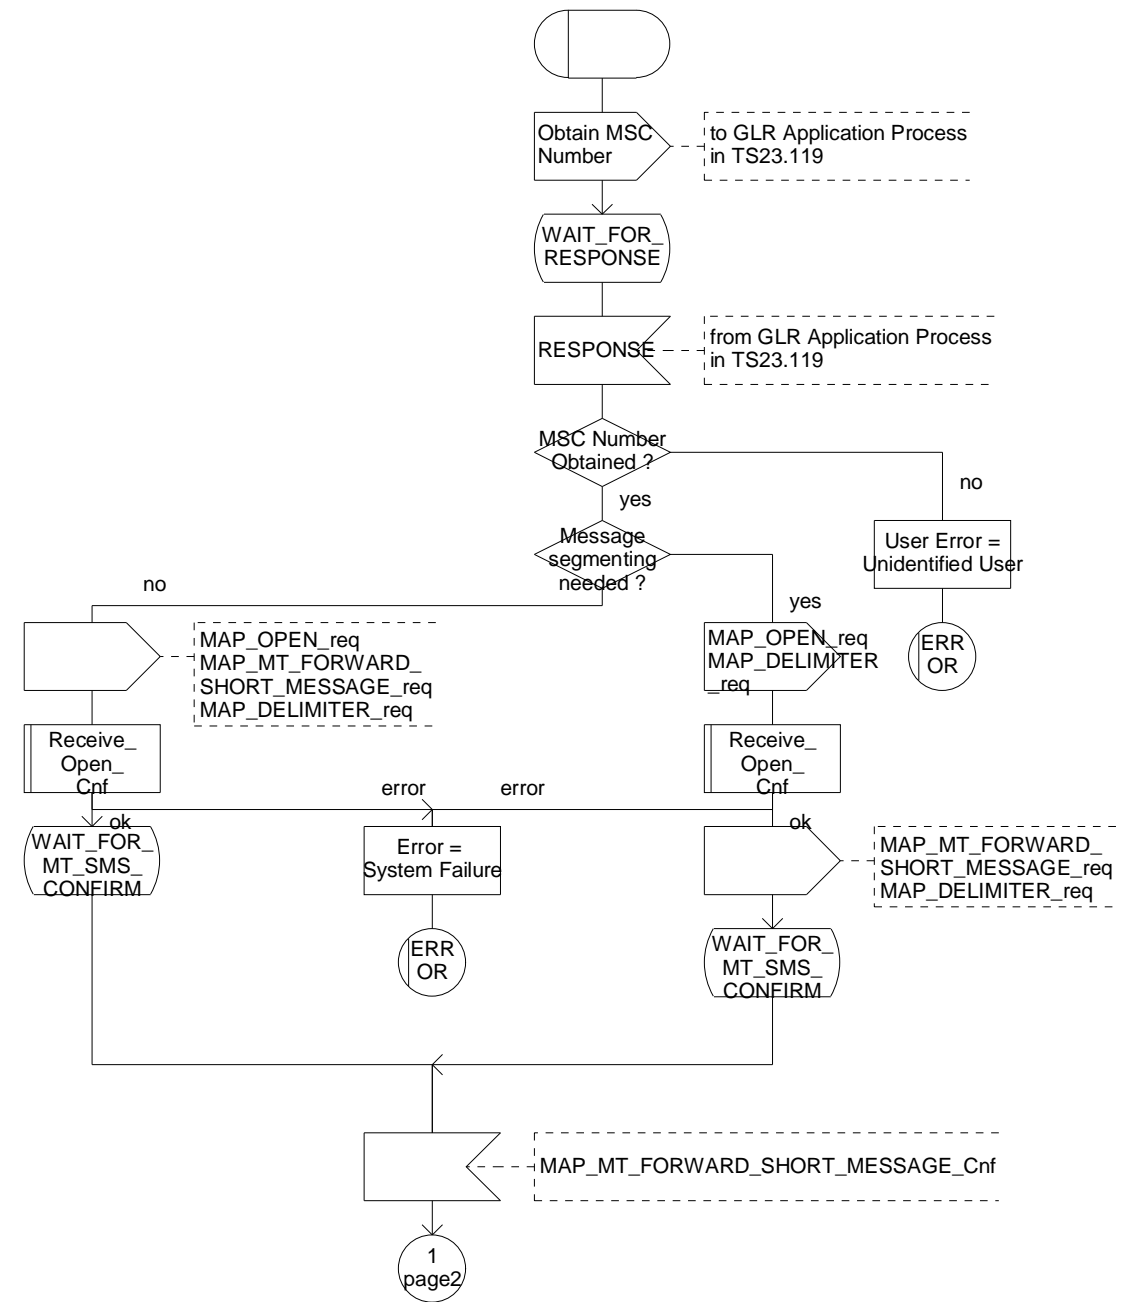 Obtain MSC
Number
to GLR Application Process
in TS23.119
WAIT_FOR_
RESPONSE
RESPONSE
from GLR Application Process
in TS23.119
MSC Number
Obtained ?
no
yes
Message
segmenting
needed ?
User Error =
Unidentified User
no
yes
MAP_OPEN_req
MAP_MT_FORWARD_
SHORT_MESSAGE_req
MAP_DELIMITER_req
MAP_OPEN_req
MAP_DELIMITER
_req
ERR
OR
Receive_
Open_
Cnf
Receive_
Open_
Cnf
error
error
ok
ok
WAIT_FOR_
MT_SMS_
CONFIRM
Error =
System Failure
MAP_MT_FORWARD_
SHORT_MESSAGE_req
MAP_DELIMITER_req
ERR
OR
WAIT_FOR_
MT_SMS_
CONFIRM
MAP_MT_FORWARD_SHORT_MESSAGE_Cnf
1
page2